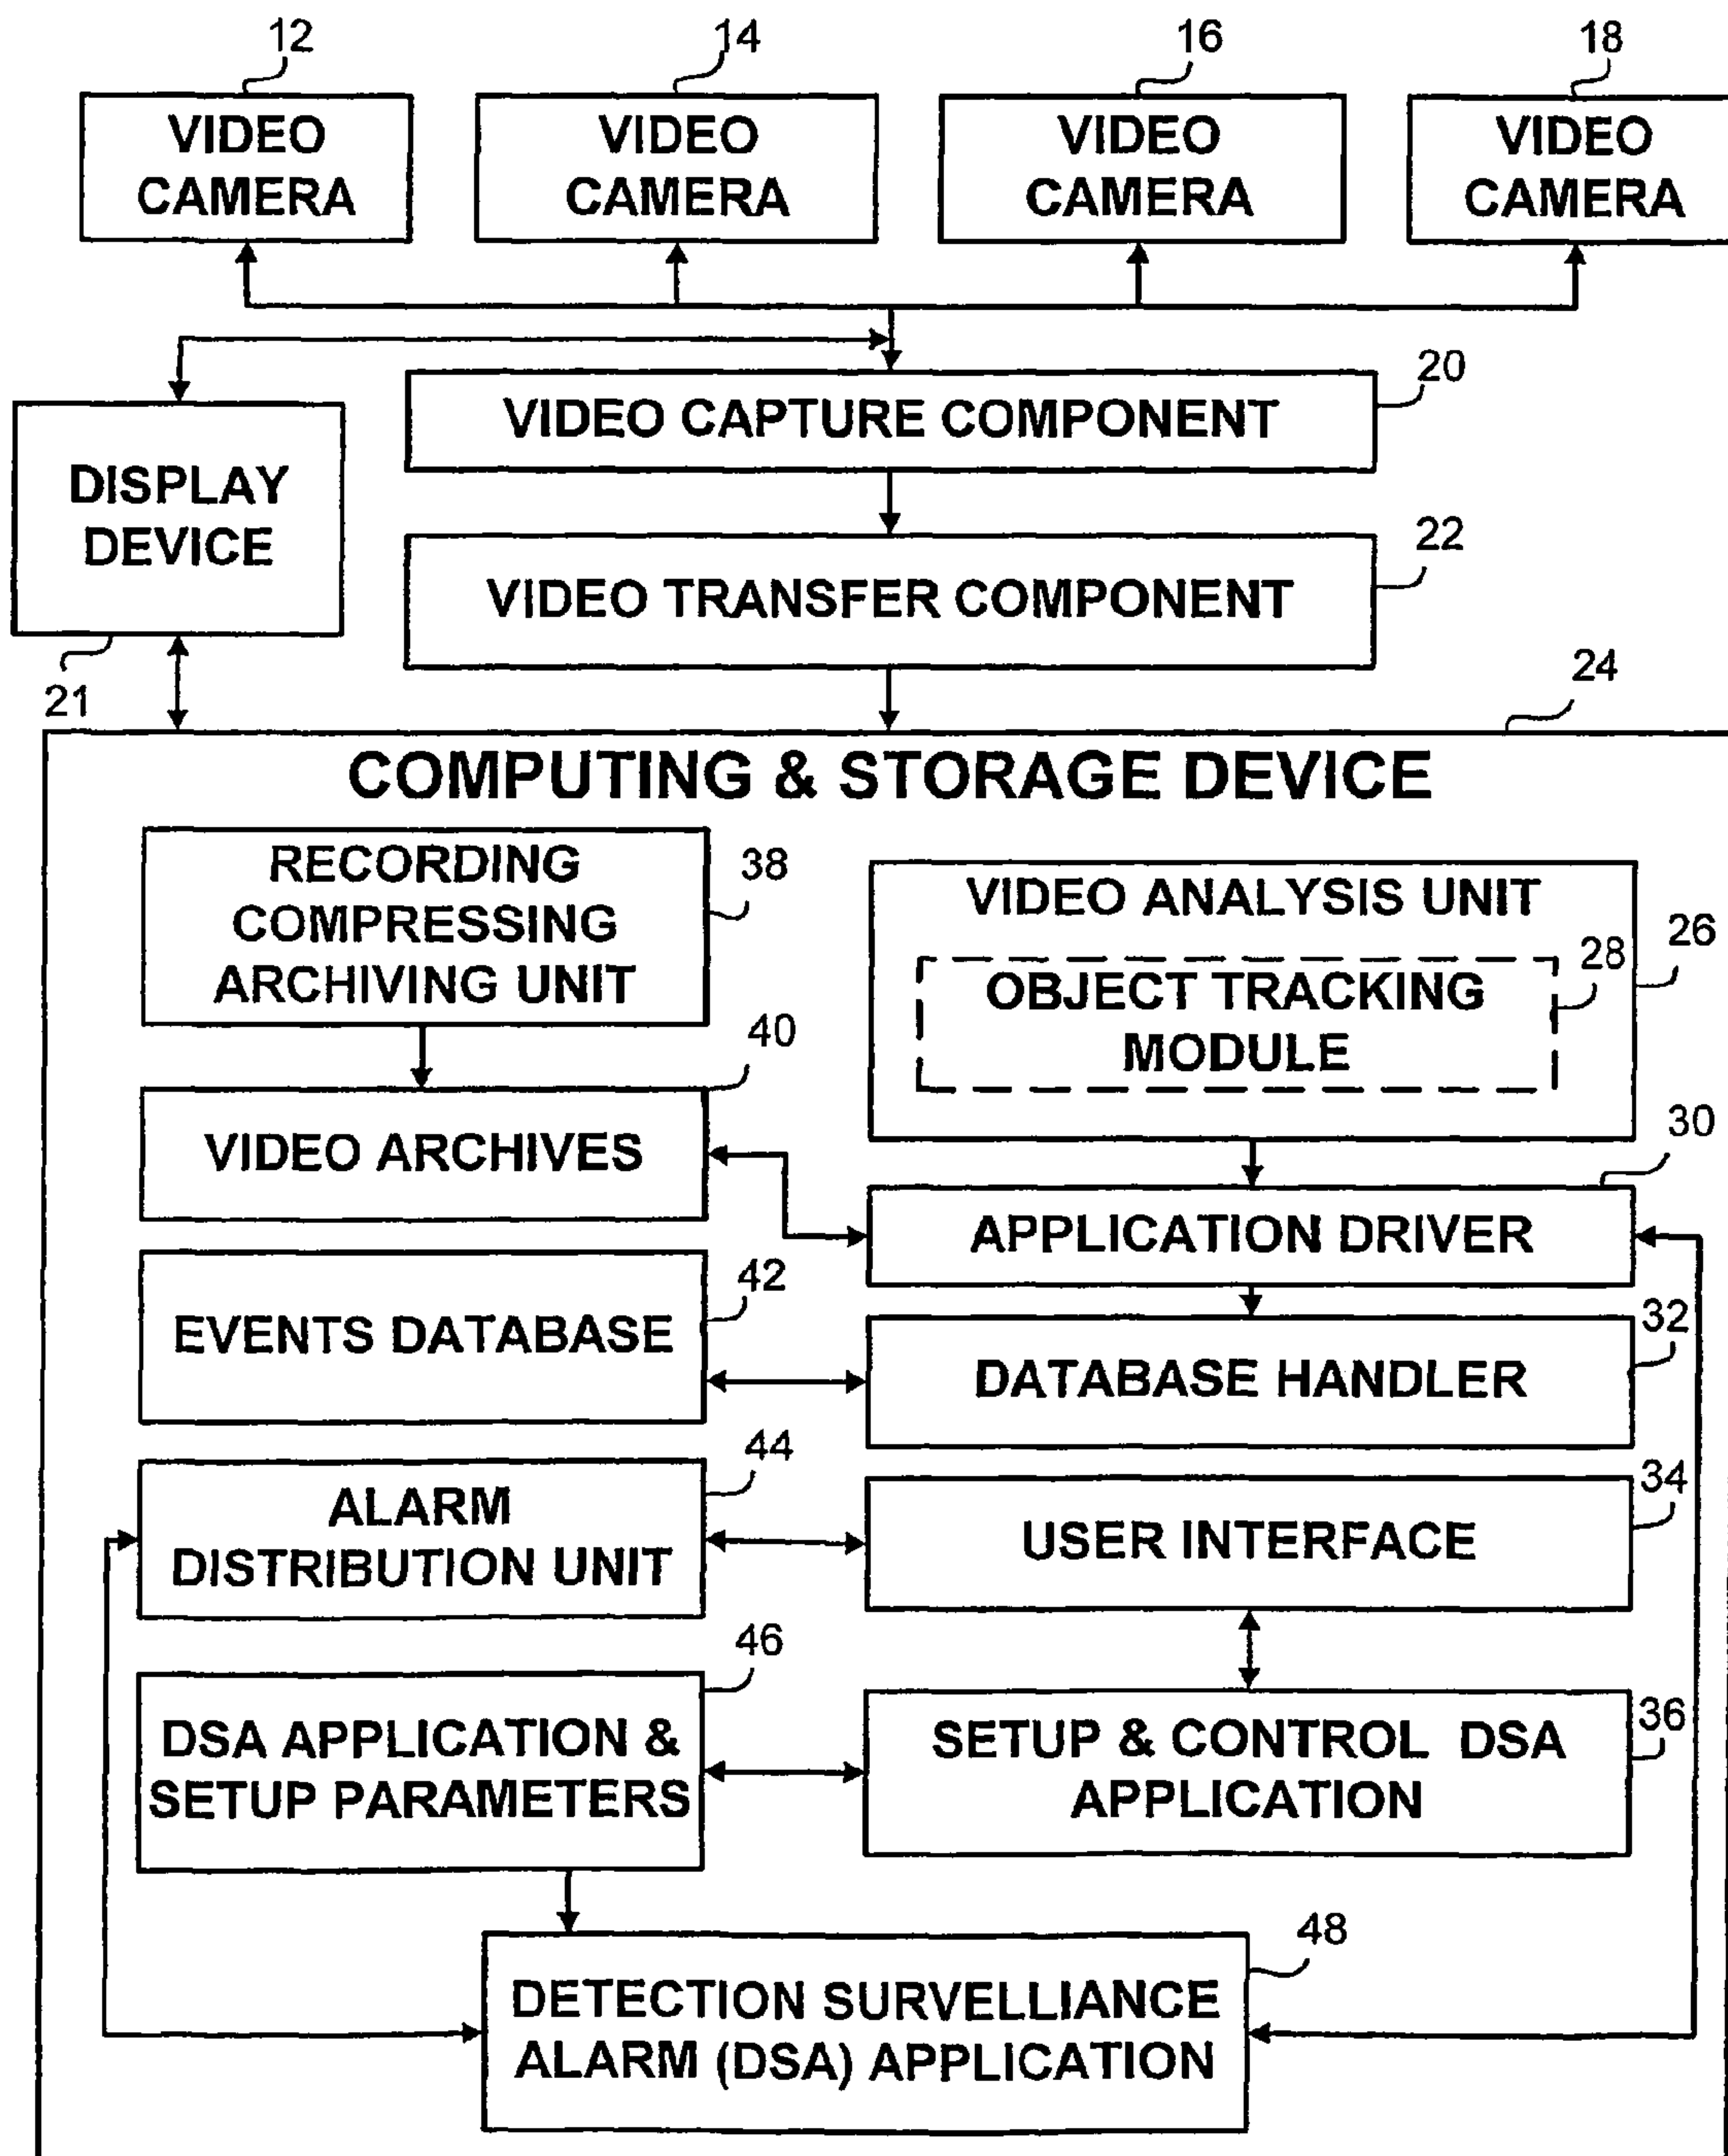 12
14
16
18
VIDEO
CAMERA
VIDEO
CAMERA
VIDEO
CAMERA
VIDEO
CAMERA
20
VIDEO CAPTURE COMPONENT
DISPLAY
DEVICE
21
22
VIDEO TRANSFER COMPONENT
24
COMPUTING & STORAGE DEVICE
RECORDING
COMPRESSING
ARCHIVING UNIT
38
VIDEO ANALYSIS UNIT
26
28
OBJECT TRACKING
MODULE
40
VIDEO ARCHIVES
30
APPLICATION DRIVER
42
EVENTS DATABASE
32
DATABASE HANDLER
44
ALARM
DISTRIBUTION UNIT
34
USER INTERFACE
46
DSA APPLICATION &
SETUP PARAMETERS
36
SETUP & CONTROL DSA
APPLICATION
48
DETECTION SURVELLIANCE
ALARM (DSA) APPLICATION